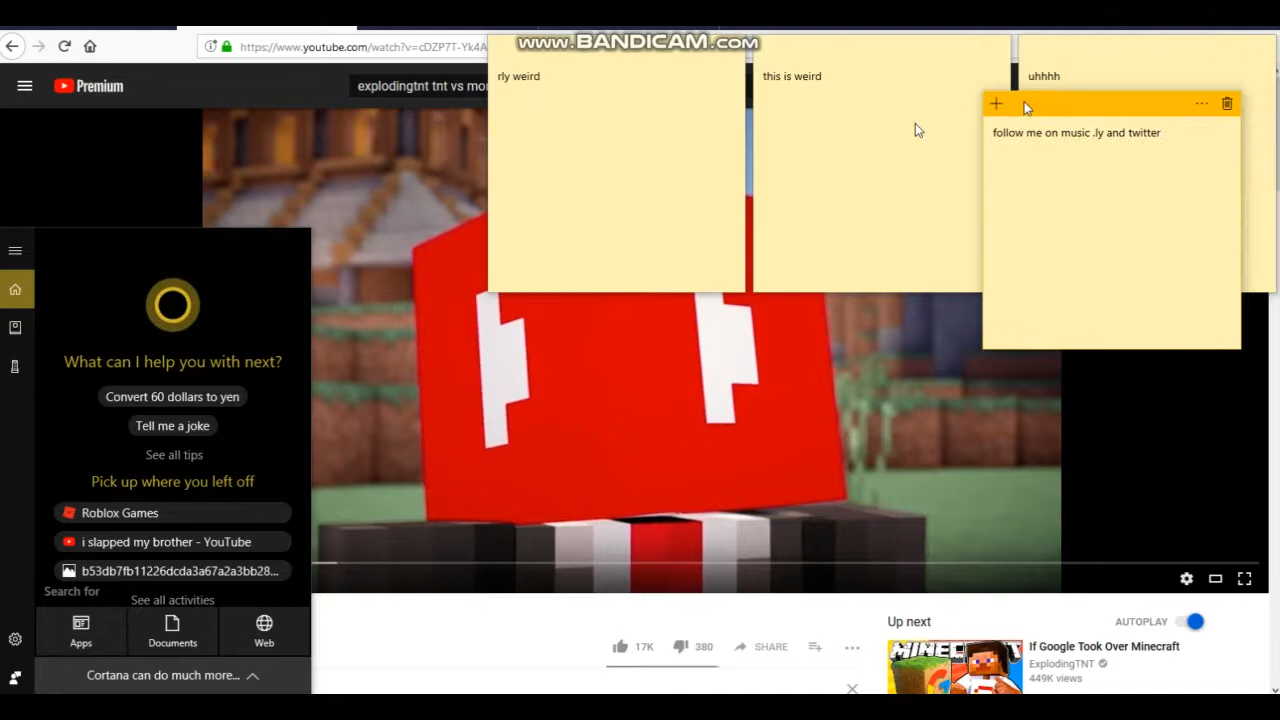 www.BANDICAM.com
https://www.youtube.com/watch?v=cDZP7T-Yk4A
Premium
explodingtnt tnt vs mo
rly weird
this is weird
uhhhh
follow me on music .ly and twitter
What can I help you with next?
Convert 60 dollars to yen
Tell me a joke
See all tips
Pick up where you left off
Roblox Games
i slapped my brother - YouTube
b53db7fb11226dcda3a67a2a3bb28...
Search for
See all activities
Apps
Documents
Web
Cortana can do much more...
17K
380
SHARE
Up next
AUTOPLAY
MINECRAFT
If Google Took Over Minecraft
ExplodingTNT
449K views